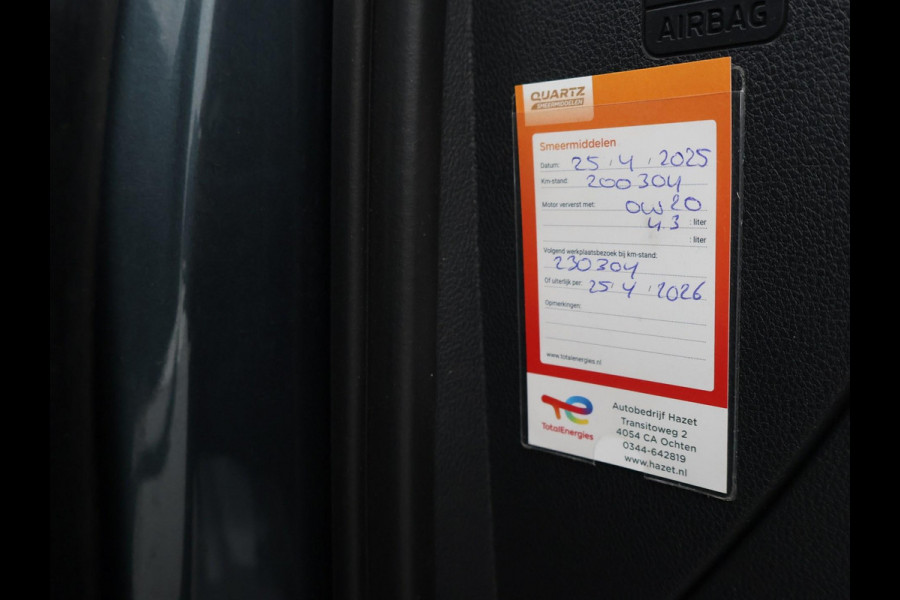 AIRBAG
QUARTZ
SMEERMIDDELEN
Smeermiddelen
Datum: 25 . 4 . 2025
Km-stand: 200304
Motor ververst met: 0W20
4.3 : liter
: liter
Volgend werkplaatsbezoek bij km-stand:
230304
Of uiterlijk per: 25 . 4 . 2026
Opmerkingen:
www.totalenergies.nl
TotalEnergies
Autobedrijf Hazet
Transitoweg 2
4054 CA Ochten
0344-642819
www.hazet.nl